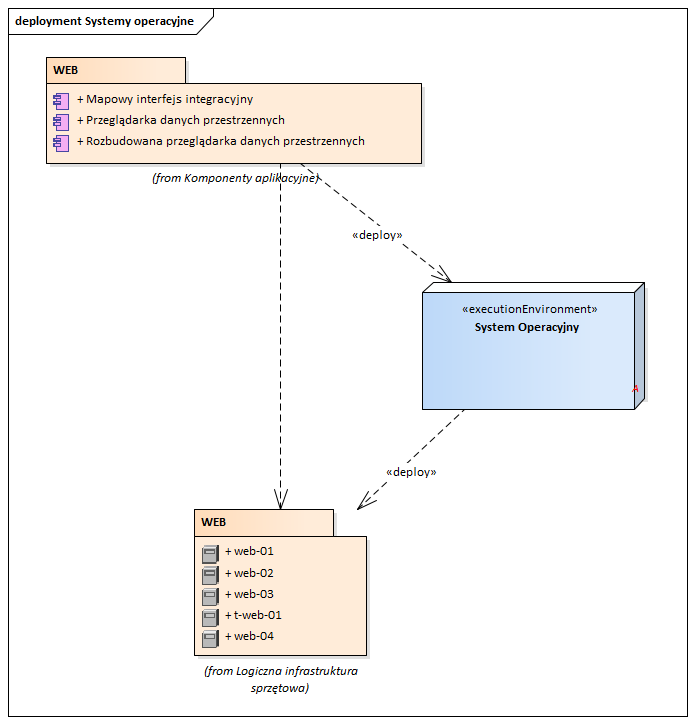 deployment Systemy operacyjne
WEB
+ Mapowy interfejs integracyjny
+ Przeglądarka danych przestrzennych
+ Rozbudowana przeglądarka danych przestrzennych
(from Komponenty aplikacyjne)
«deploy»
«executionEnvironment»
System Operacyjny
A
«deploy»
WEB
+ web-01
+ web-02
+ web-03
+ t-web-01
+ web-04
(from Logiczna infrastruktura
sprzętowa)